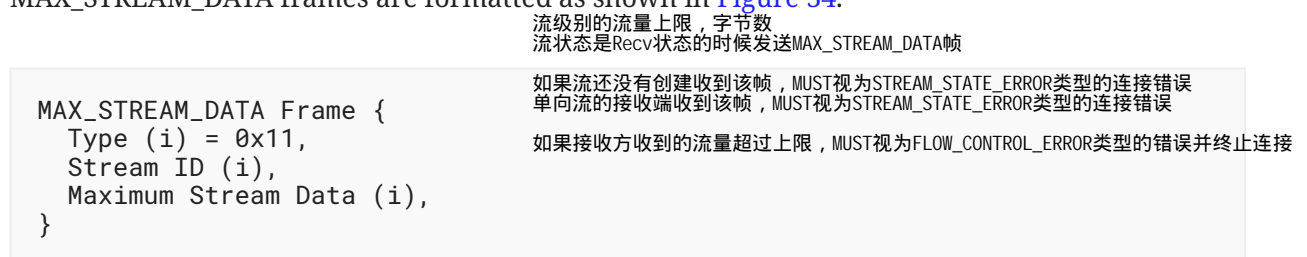 MAX_STREAM_DATA frames are formatted as shown in Figure 34.
流级别的流量上限，字节数
流状态是Recv状态的时候发送MAX_STREAM_DATA帧
如果流还没有创建收到该帧，MUST视为STREAM_STATE_ERROR类型的连接错误
单向流的接收端收到该帧，MUST视为STREAM_STATE_ERROR类型的连接错误
如果接收方收到的流量超过上限，MUST视为FLOW_CONTROL_ERROR类型的错误并终止连接
MAX_STREAM_DATA Frame {
  Type (i) = 0x11,
  Stream ID (i),
  Maximum Stream Data (i),
}